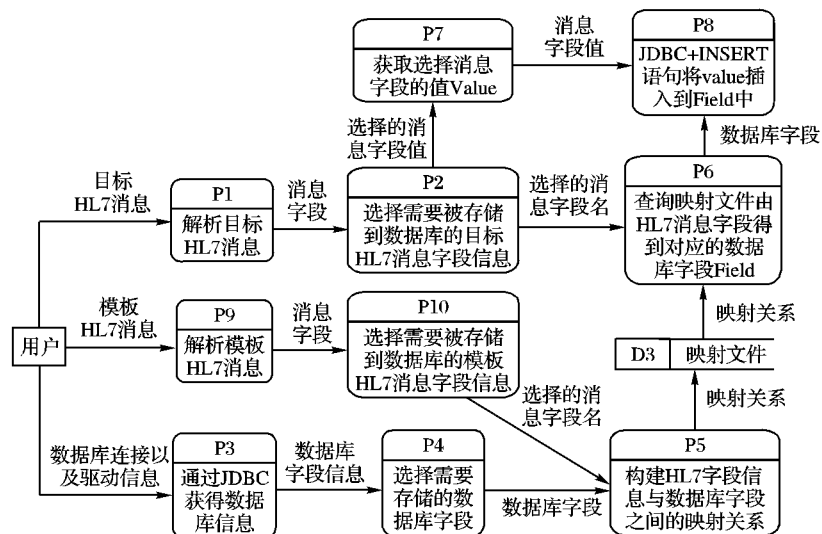 P7
获取选择消息
字段的值Value
消息
字段值
P8
JDBC+INSERT
语句将value插
入到Field中
选择的消
息字段值
数据库字段
目标
HL7消息
P1
解析目标
HL7消息
消息
字段
P2
选择需要被存储
到数据库的目标
HL7消息字段信息
选择的消
息字段名
P6
查询映射文件由
HL7消息字段得
到对应的数据
库字段Field
用户
模板
HL7消息
P9
解析模板
HL7消息
消息
字段
P10
选择需要被存储
到数据库的模板
HL7消息字段信息
映射关系
D3
映射文件
选择的消
息字段名
映射关系
数据库连接以
及驱动信息
P3
通过JDBC
获得数据
库信息
数据库
字段信息
P4
选择需要
存储的数
据库字段
数据库字段
P5
构建HL7字段信
息与数据库字段
之间的映射关系